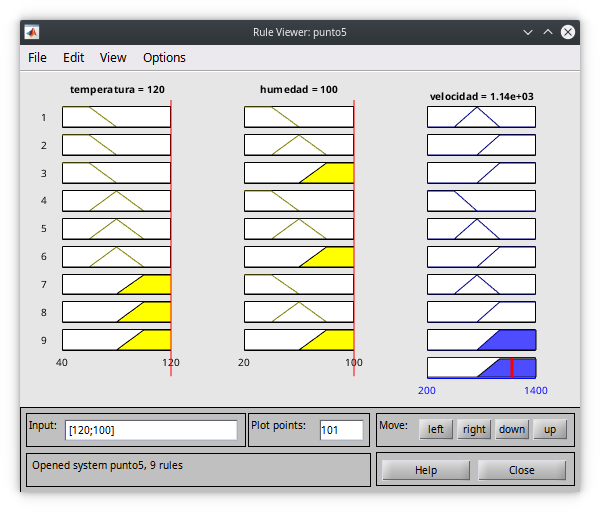 Rule Viewer: punto5
File Edit View Options
temperatura = 120 humedad = 100 velocidad = 1.14e+03
1
2
3
4
5
6
7
8
9
40 120 20 100
200 1400
Input: [120;100] Plot points: 101 Move: left right down up
Opened system punto5, 9 rules Help Close